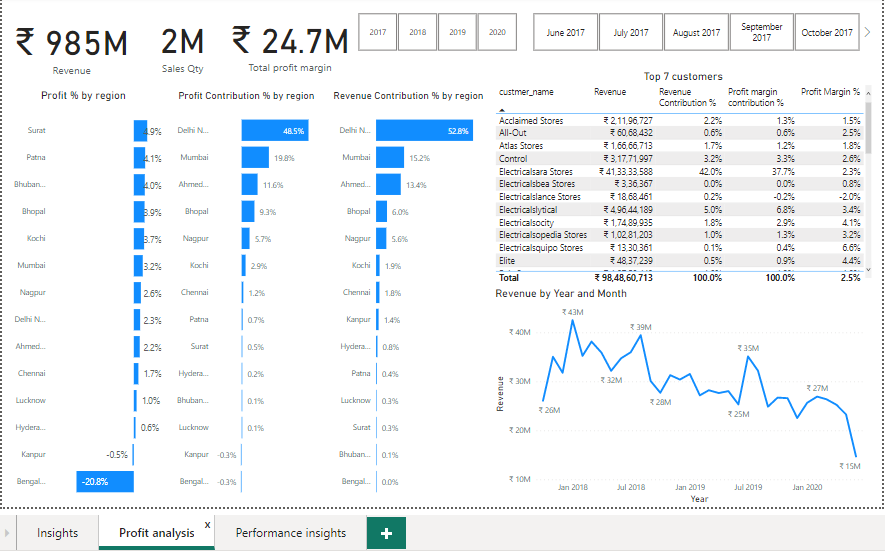 ₹ 985M
Revenue
2M
Sales Qty
₹ 24.7M
Total profit margin
2017 2018 2019 2020
June 2017 July 2017 August 2017 September 2017 October 2017
Profit % by region
Surat 4.9%
Patna 4.1%
Bhuban... 4.0%
Bhopal 3.9%
Kochi 3.7%
Mumbai 3.2%
Nagpur 2.6%
Delhi N... 2.3%
Ahmed... 2.2%
Chennai 1.7%
Lucknow 1.0%
Hydera... 0.6%
Kanpur -0.5%
Bengal... -20.8%
Profit Contribution % by region
Delhi N... 48.5%
Mumbai 19.8%
Ahmed... 11.6%
Bhopal 9.3%
Nagpur 5.7%
Kochi 2.9%
Chennai 1.2%
Patna 0.7%
Surat 0.5%
Hydera... 0.2%
Bhuban... 0.1%
Lucknow 0.1%
Kanpur -0.3%
Bengal... -0.3%
Revenue Contribution % by region
Delhi N... 52.8%
Mumbai 15.2%
Ahmed... 13.4%
Bhopal 6.0%
Nagpur 5.6%
Kochi 1.9%
Chennai 1.8%
Kanpur 1.4%
Hydera... 0.8%
Patna 0.4%
Lucknow 0.3%
Surat 0.3%
Bhuban... 0.1%
Bengal... 0.0%
Top 7 customers
custmer_name Revenue Revenue Contribution % Profit margin contribution % Profit Margin %
Acclaimed Stores ₹ 2,11,96,727 2.2% 1.3% 1.5%
All-Out ₹ 60,68,432 0.6% 0.6% 2.5%
Atlas Stores ₹ 1,66,66,713 1.7% 1.2% 1.8%
Control ₹ 3,17,71,997 3.2% 3.3% 2.6%
Electricalsara Stores ₹ 41,33,33,588 42.0% 37.7% 2.3%
Electricalsbea Stores ₹ 3,36,367 0.0% 0.0% 0.8%
Electricalslance Stores ₹ 18,68,461 0.2% -0.2% -2.0%
Electricalslytical ₹ 4,96,44,189 5.0% 6.8% 3.4%
Electricalsocity ₹ 1,74,89,935 1.8% 2.9% 4.1%
Electricalsopedia Stores ₹ 1,02,81,203 1.0% 1.3% 3.2%
Electricalsquipo Stores ₹ 13,30,361 0.1% 0.4% 6.6%
Elite ₹ 48,37,239 0.5% 0.9% 4.4%
Total ₹ 98,48,60,713 100.0% 100.0% 2.5%
Revenue by Year and Month
Revenue
₹ 40M
₹ 30M
₹ 20M
₹ 10M
₹ 26M
₹ 43M
₹ 32M
₹ 39M
₹ 28M
₹ 25M
₹ 35M
₹ 27M
₹ 15M
Jan 2018 Jul 2018 Jan 2019 Jul 2019 Jan 2020
Year
Insights
Profit analysis x
Performance insights
+